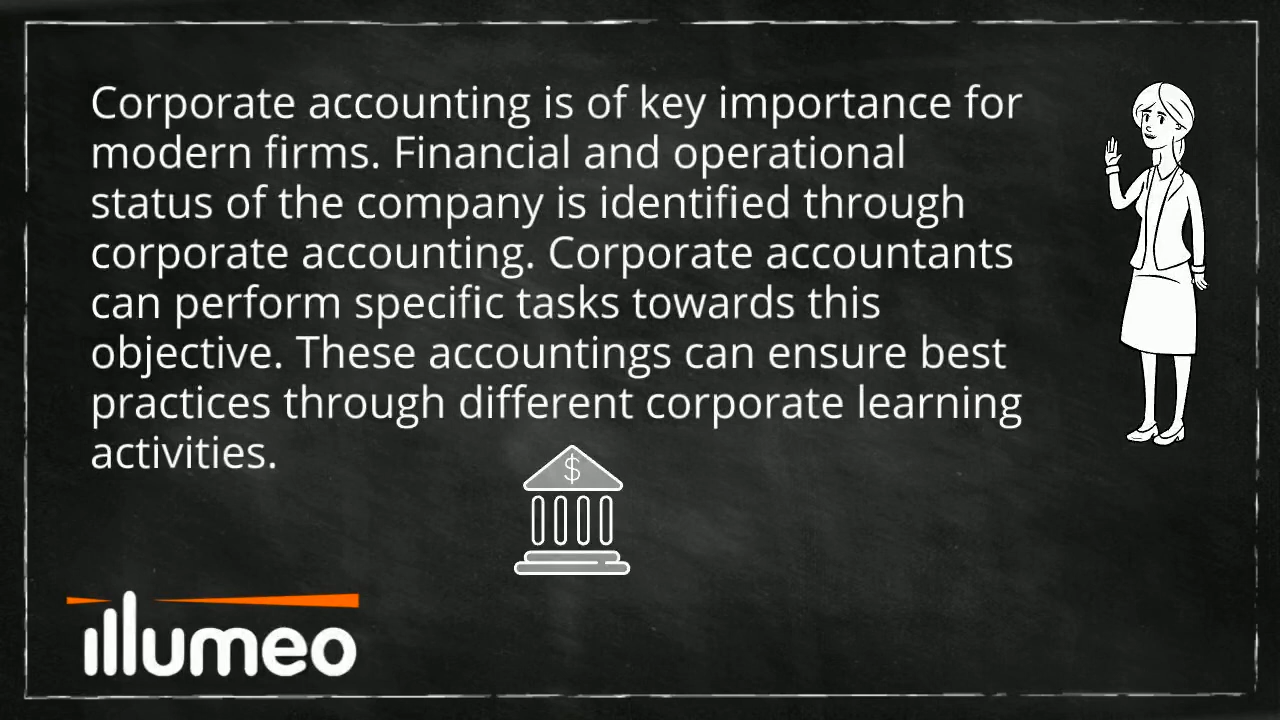 Corporate accounting is of key importance for
modern firms. Financial and operational
status of the company is identified through
corporate accounting. Corporate accountants
can perform specific tasks towards this
objective. These accountings can ensure best
practices through different corporate learning
activities.
$
illumeo